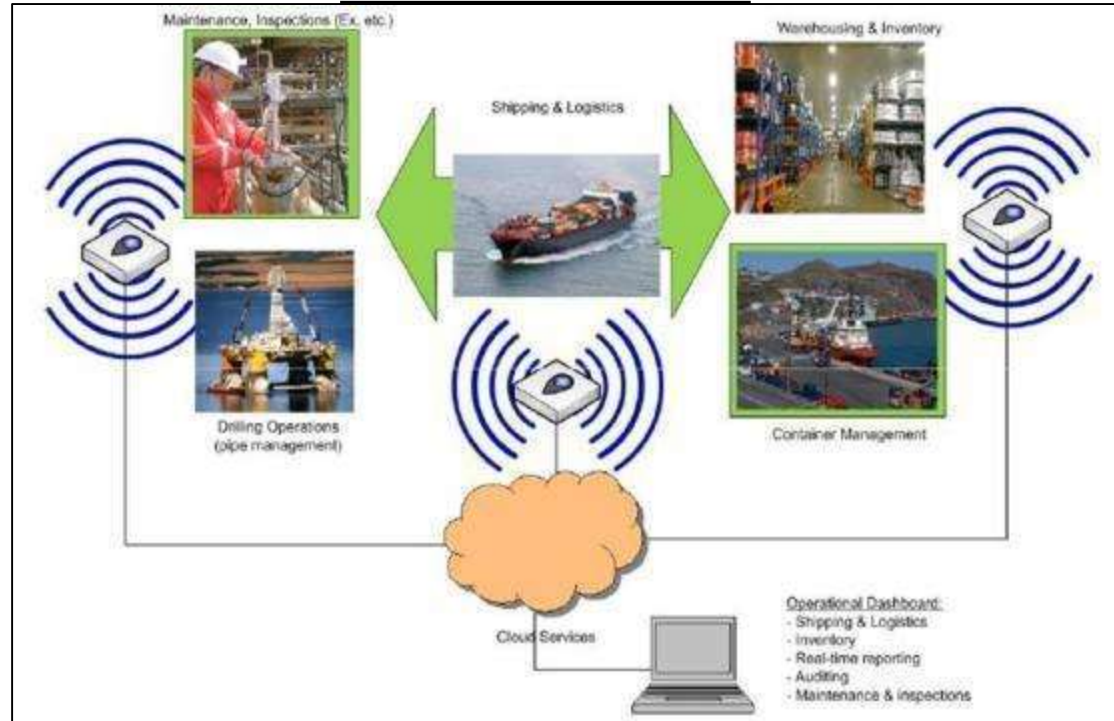 Maintenance, Inspections (Ex. etc.)
Warehousing & Inventory
Shipping & Logistics
Drilling Operations
(pipe management)
Container Management
Cloud Services
Operational Dashboard:
- Shipping & Logistics
- Inventory
- Real-time reporting
- Auditing
- Maintenance & inspections